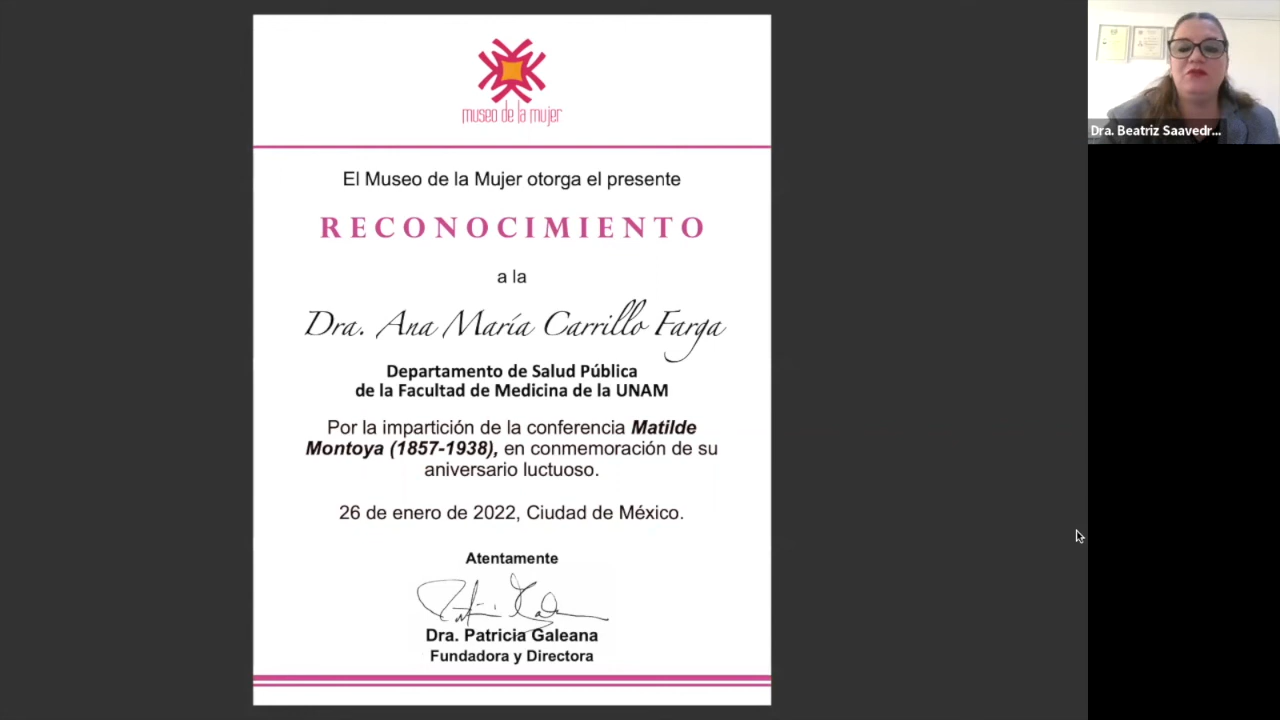 museo de la mujer
El Museo de la Mujer otorga el presente
RECONOCIMIENTO
a la
Dra. Ana María Carrillo Farga
Departamento de Salud Pública
de la Facultad de Medicina de la UNAM
Por la impartición de la conferencia Matilde
Montoya (1857-1938), en conmemoración de su
aniversario luctuoso.
26 de enero de 2022, Ciudad de México.
Atentamente
Dra. Patricia Galeana
Fundadora y Directora
Dra. Beatriz Saavedr...